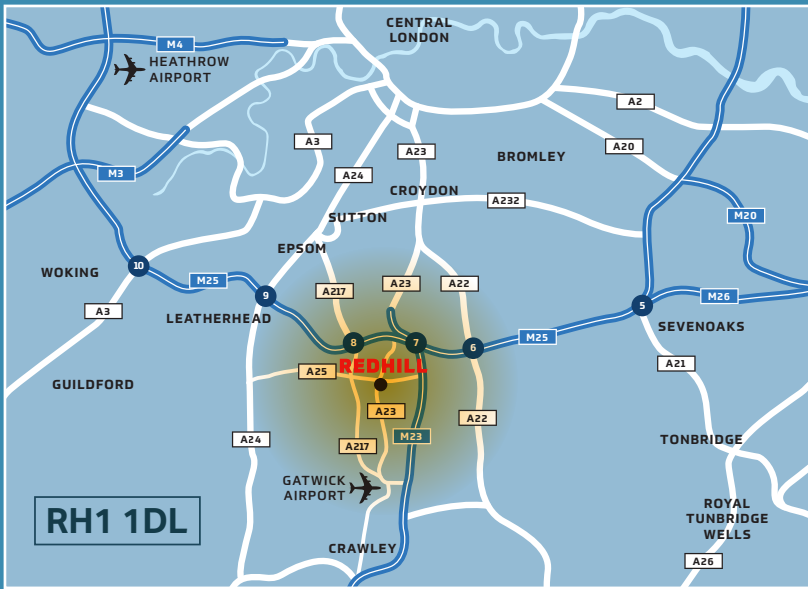 CENTRAL
LONDON
M4
HEATHROW
AIRPORT
A2
A3
A23
A20
BROMLEY
M3
A24
CROYDON
A232
SUTTON
M20
EPSOM
10
WOKING
M25
A217
A23
A22
9
M26
5
A3
LEATHERHEAD
SEVENOAKS
8
7
6
M25
REDHILL
A21
A25
GUILDFORD
A23
A22
A24
M23
A217
TONBRIDGE
GATWICK
AIRPORT
ROYAL
TUNBRIDGE
WELLS
RH1 1DL
CRAWLEY
A26